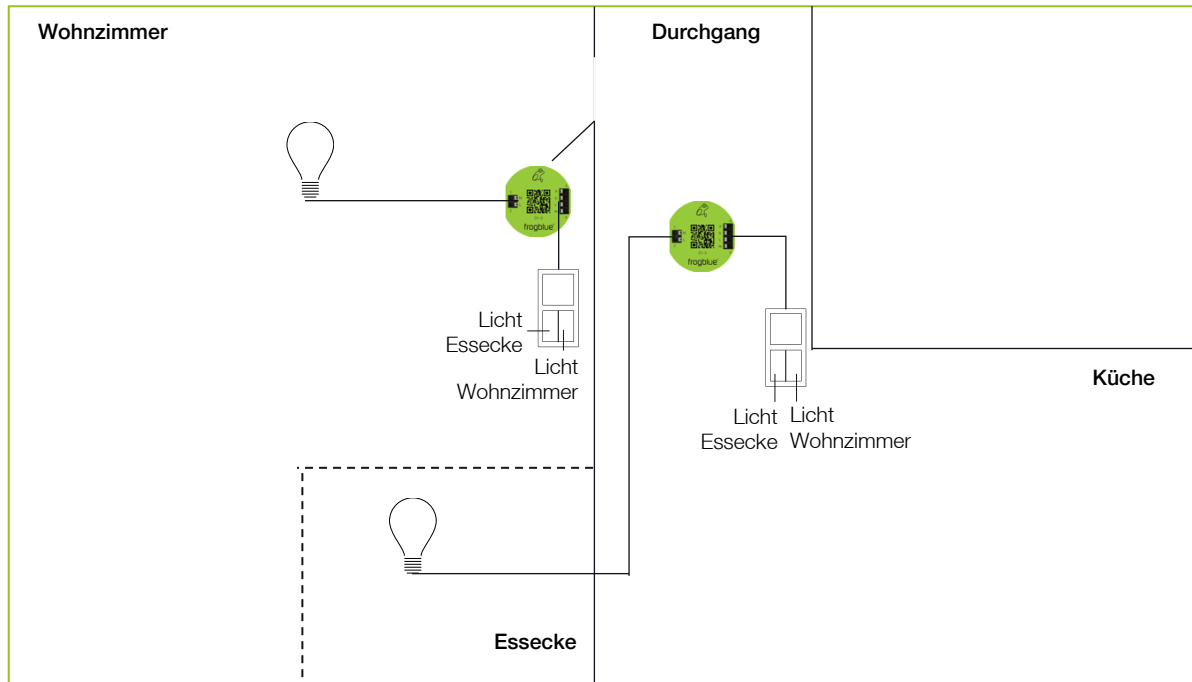 Wohnzimmer
Durchgang
frogblue
frogblue
Licht
Essecke
Licht
Wohnzimmer
Küche
Licht
Essecke
Licht
Wohnzimmer
Essecke